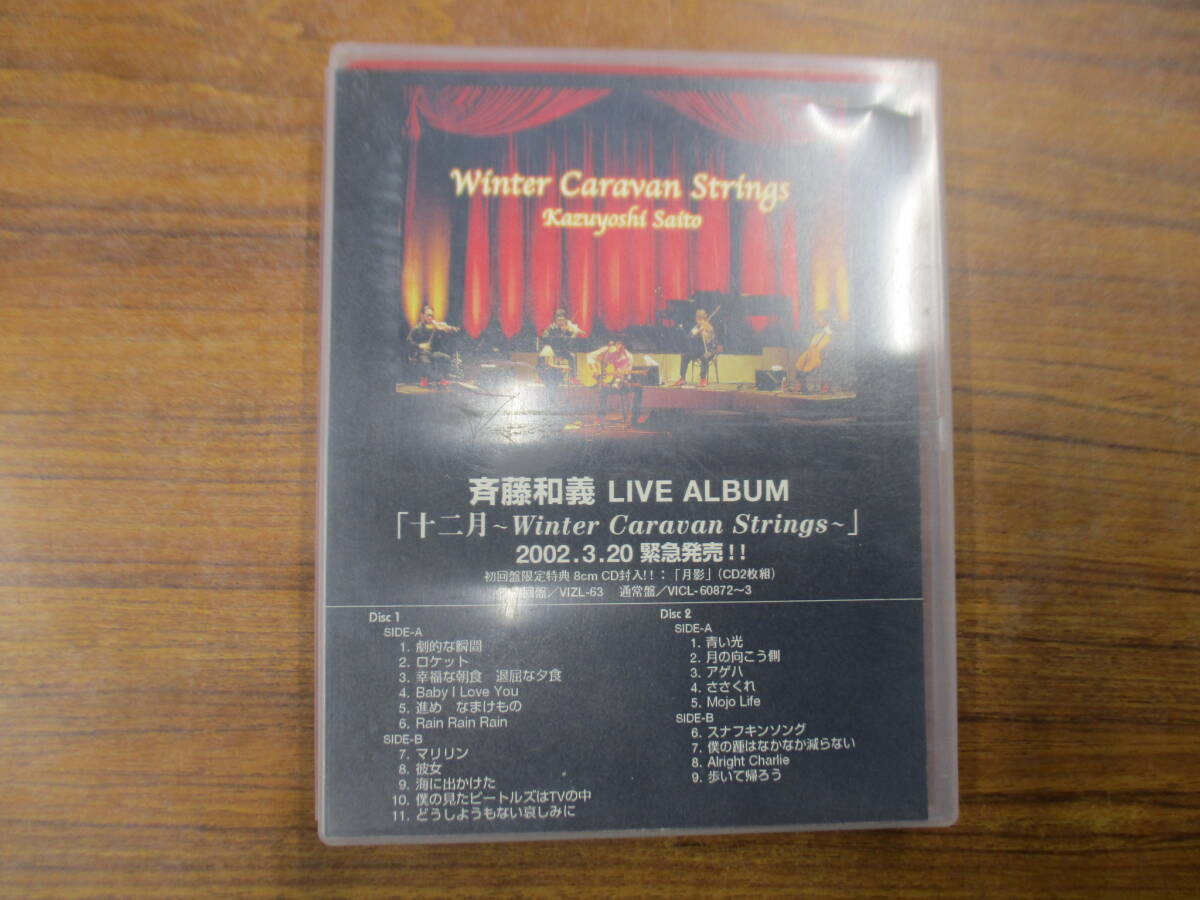 Winter Caravan Strings
Kazuyoshi Saito
斉藤和義 LIVE ALBUM
「十二月~Winter Caravan Strings~」
2002.3.20 緊急発売!!
初回盤限定特典 8cm CD封入!!:「月影」(CD2枚組)
回盤/VIZL-63 通常盤/VICL-60872~3
Disc 1
SIDE-A
1. 劇的な瞬間
2. ロケット
3. 幸福な朝食 退屈な夕食
4. Baby I Love You
5. 進め なまけもの
6. Rain Rain Rain
SIDE-B
7. マリリン
8. 彼女
9. 海に出かけた
10. 僕の見たビートルズはTVの中
11. どうしようもない哀しみに
Disc 2
SIDE-A
1. 青い光
2. 月の向こう側
3. アゲハ
4. ささくれ
5. Mojo Life
SIDE-B
6. スナフキンソング
7. 僕の踵はなかなか減らない
8. Alright Charlie
9. 歩いて帰ろう